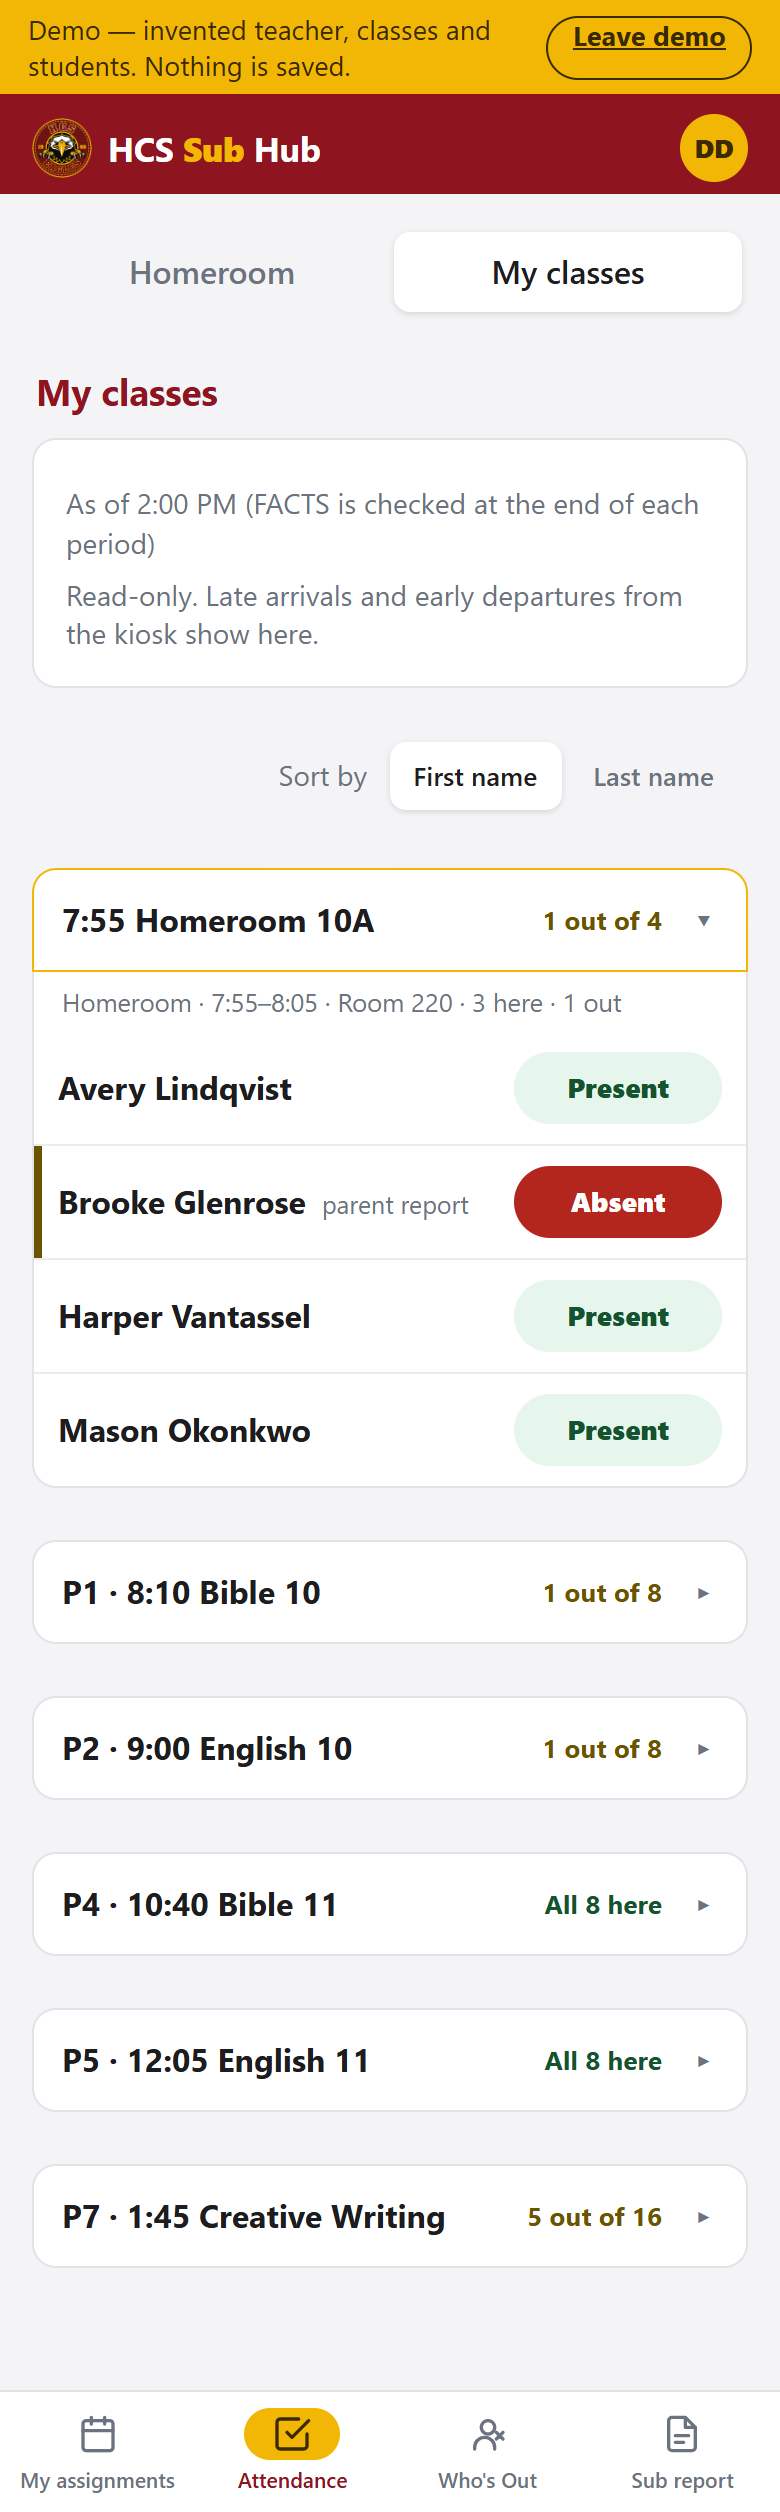 Demo — invented teacher, classes and
students. Nothing is saved.
Leave demo
HCS Sub Hub
DD
Homeroom
My classes
My classes
As of 2:00 PM (FACTS is checked at the end of each
period)
Read-only. Late arrivals and early departures from
the kiosk show here.
Sort by
First name
Last name
7:55 Homeroom 10A
1 out of 4
Homeroom · 7:55–8:05 · Room 220 · 3 here · 1 out
Avery Lindqvist
Present
Brooke Glenrose parent report
Absent
Harper Vantassel
Present
Mason Okonkwo
Present
P1 · 8:10 Bible 10
1 out of 8
P2 · 9:00 English 10
1 out of 8
P4 · 10:40 Bible 11
All 8 here
P5 · 12:05 English 11
All 8 here
P7 · 1:45 Creative Writing
5 out of 16
My assignments
Attendance
Who's Out
Sub report